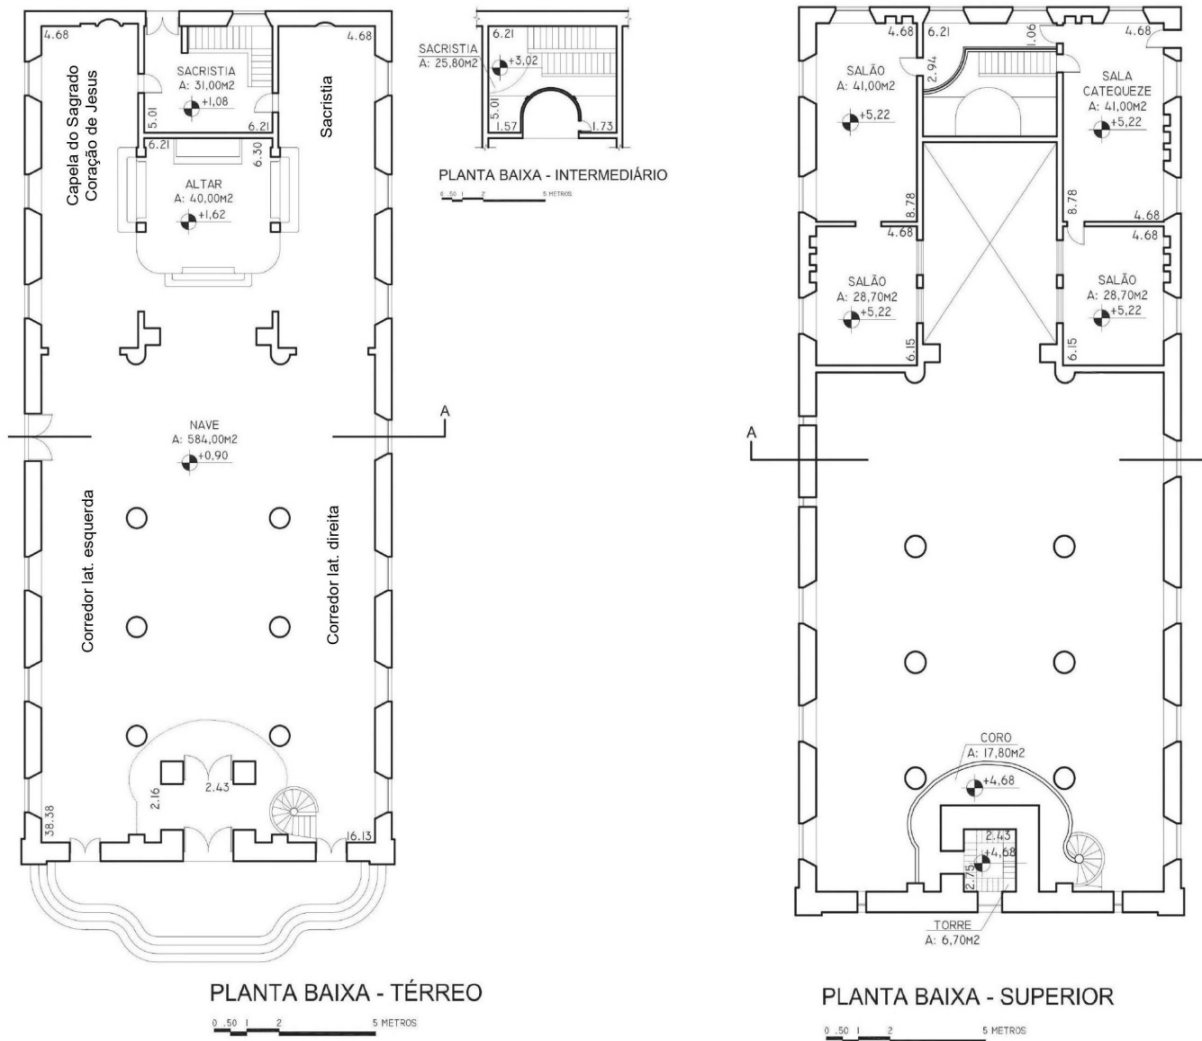 4.68
SACRISTIA
A: 31,00M2
+1,08
5.01
6.21
4.68
Capela do Sagrado
Coração de Jesus
Sacristia
6.21
6.30
ALTAR
A: 40,00M2
+1,62
NAVE
A: 584,00M2
+0,90
A
Corredor lat. esquerda
Corredor lat. direita
2.16
2.43
38.38
16.13
PLANTA BAIXA - TÉRREO
0 .50 1 2 5 METROS
SACRISTIA
A: 25,80M2
6.21
+3,02
5.01
1.57
1.73
PLANTA BAIXA - INTERMEDIÁRIO
0 .50 1 2 5 METROS
4.68
6.21
1.06
4.68
2.94
SALÃO
A: 41,00M2
+5,22
SALA
CATEQUEZE
A: 41,00M2
+5,22
8.78
8.78
4.68
4.68
4.68
SALÃO
A: 28,70M2
+5,22
SALÃO
A: 28,70M2
+5,22
6.15
6.15
A
CORO
A: 17,80M2
+4,68
2.43
+4,68
2.75
TORRE
A: 6,70M2
PLANTA BAIXA - SUPERIOR
0 .50 1 2 5 METROS